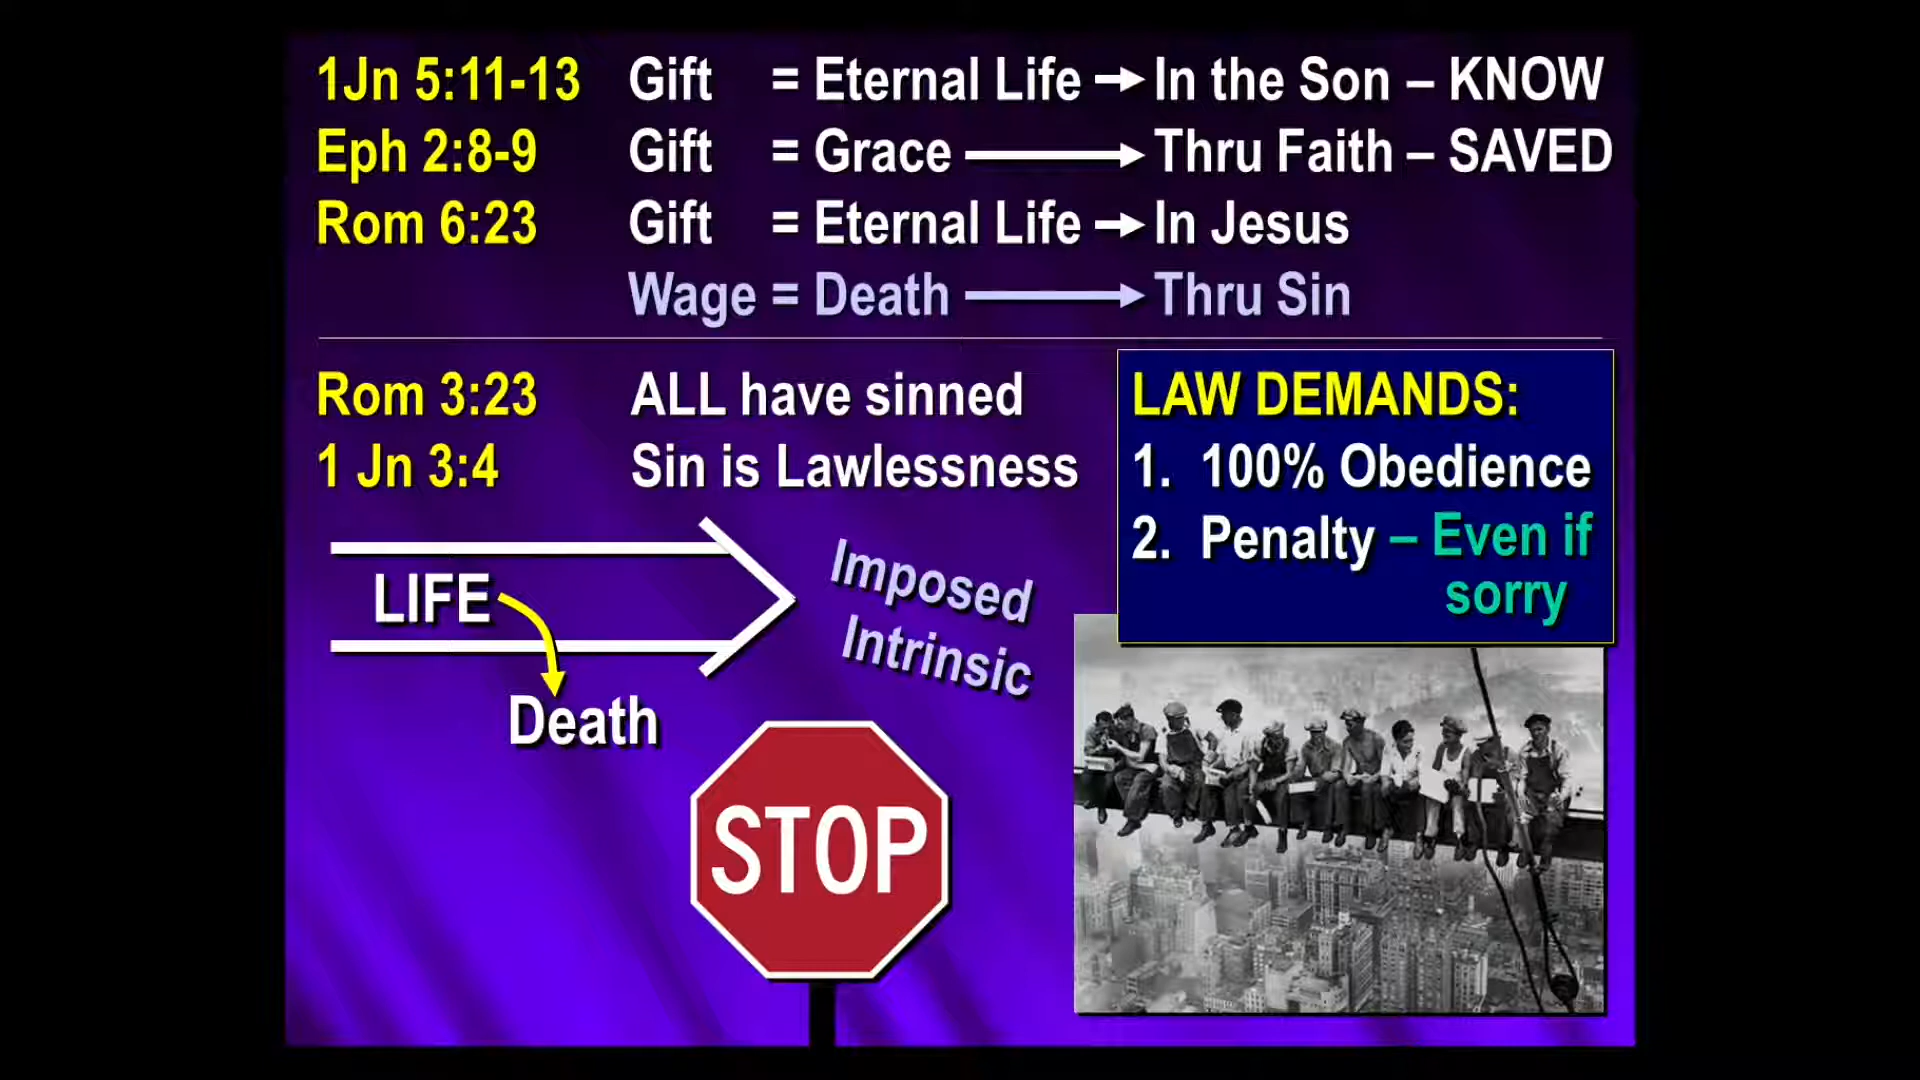 1Jn 5:11-13 Gift = Eternal Life → In the Son – KNOW
Eph 2:8-9 Gift = Grace → Thru Faith – SAVED
Rom 6:23 Gift = Eternal Life → In Jesus
Wage = Death → Thru Sin
Rom 3:23 ALL have sinned
1 Jn 3:4 Sin is Lawlessness
LAW DEMANDS:
1. 100% Obedience
2. Penalty – Even if
sorry
LIFE
Death
Imposed
Intrinsic
STOP